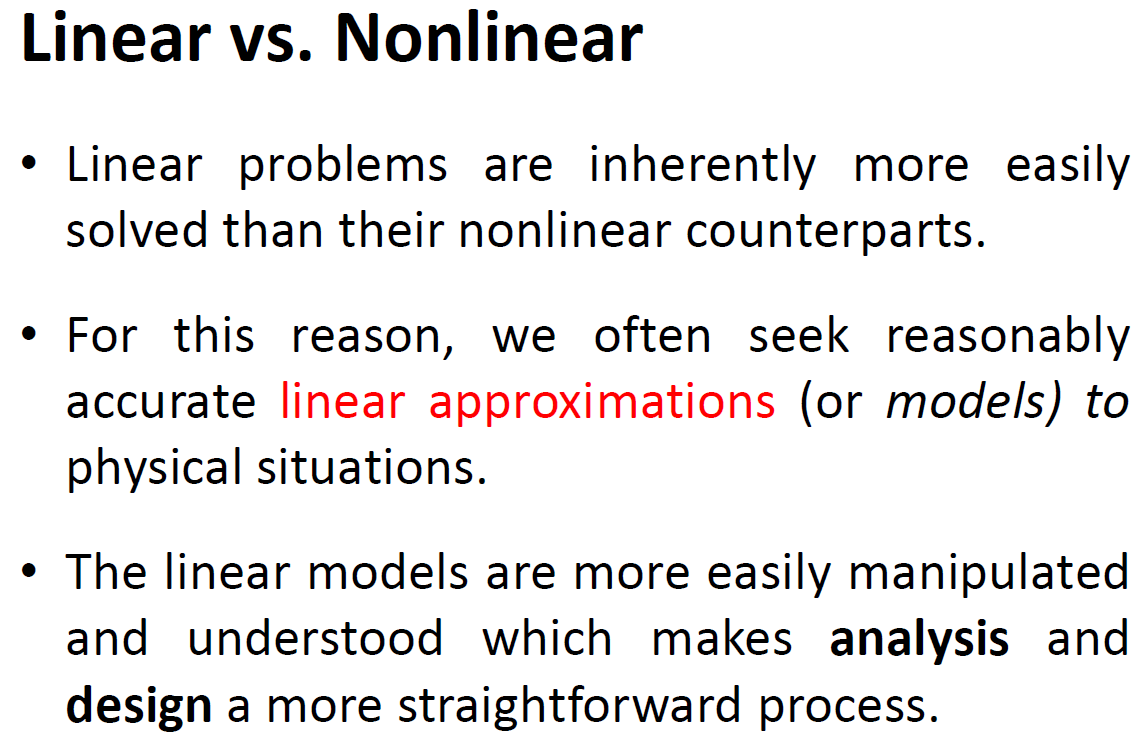 Linear vs. Nonlinear
• Linear problems are inherently more easily
solved than their nonlinear counterparts.
• For this reason, we often seek reasonably
accurate linear approximations (or models) to
physical situations.
• The linear models are more easily manipulated
and understood which makes analysis and
design a more straightforward process.